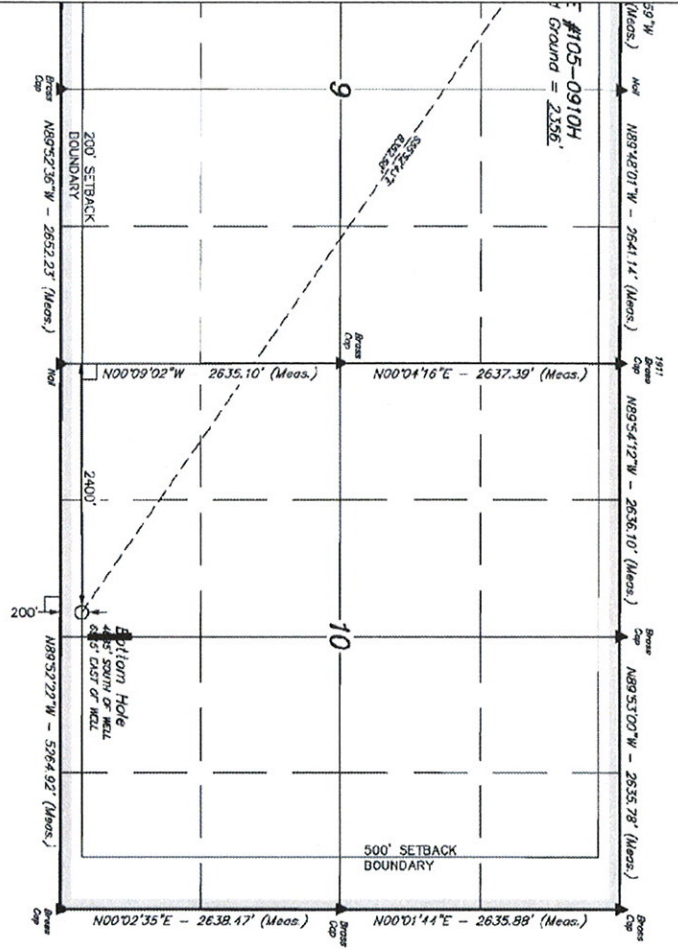 59"W
(Meas.)
E #105-0910H
d Ground = 2356'
Nail
N89°48'01"W - 2641.14' (Meas.)
1911
Brass
Cap
N89°54'12"W - 2636.10' (Meas.)
Brass
Cap
N89°53'00"W - 2635.78' (Meas.)
Brass
Cap
9
10
Brass
Cap
200' SETBACK
BOUNDARY
N89°52'36"W - 2652.23' (Meas.)
Nail
N00°09'02"W 2635.10' (Meas.)
Brass
Cap
N00°04'16"E - 2637.39' (Meas.)
2400'
200'
Bottom Hole
SOUTH OF WELL
EAST OF WELL
N89°52'22"W - 5264.92' (Meas.)
500' SETBACK
BOUNDARY
Brass
Cap
N00°02'35"E - 2638.47' (Meas.)
Brass
Cap
N00°01'44"E - 2635.88' (Meas.)